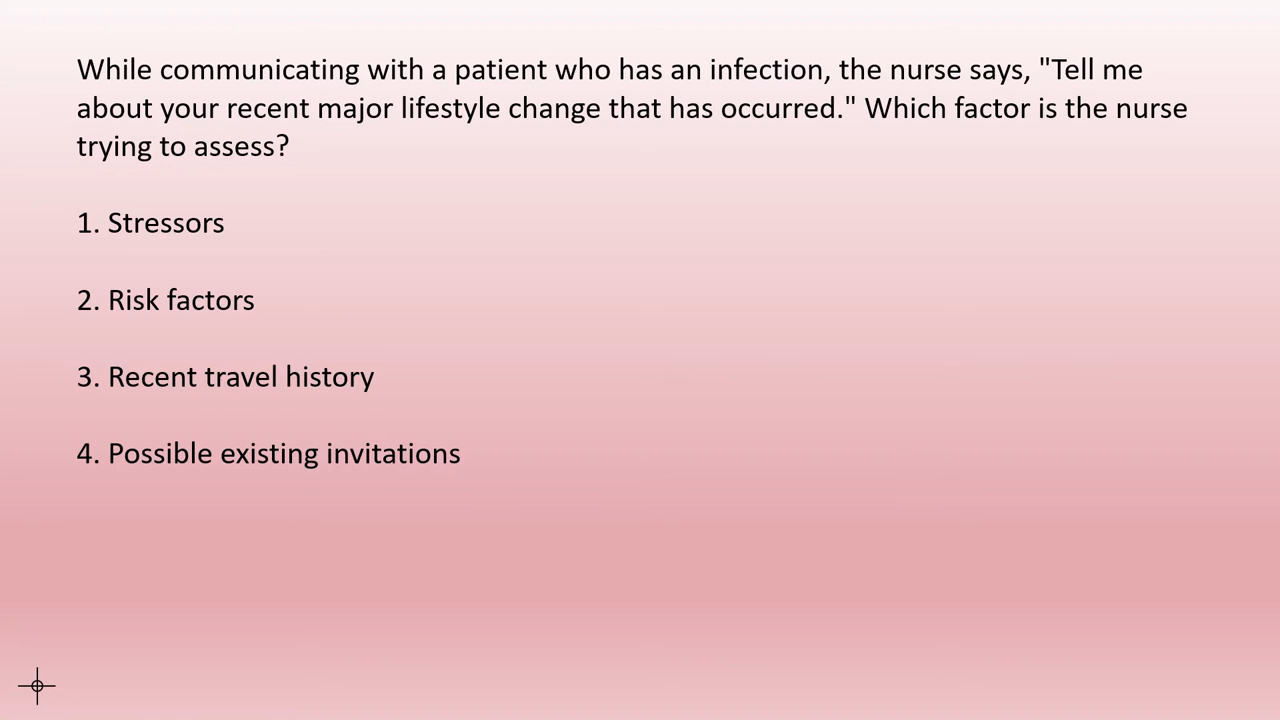 While communicating with a patient who has an infection, the nurse says, "Tell me
about your recent major lifestyle change that has occurred." Which factor is the nurse
trying to assess?
1. Stressors
2. Risk factors
3. Recent travel history
4. Possible existing invitations